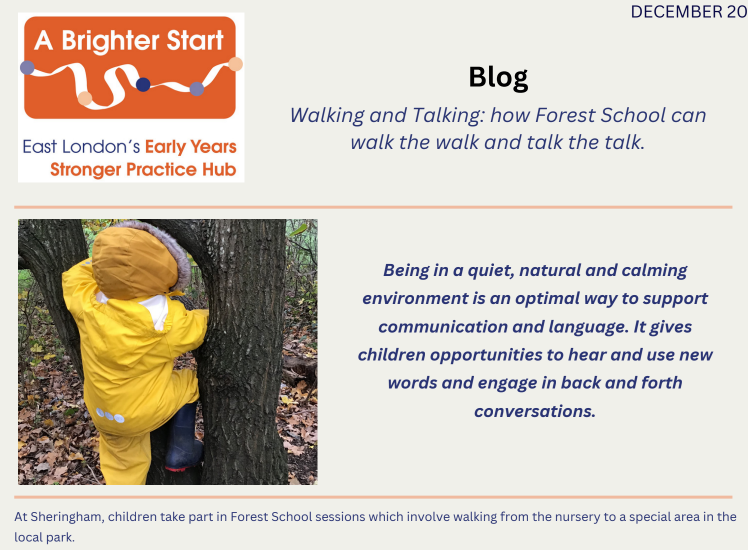 DECEMBER 20
A Brighter Start
East London's Early Years
Stronger Practice Hub
Blog
Walking and Talking: how Forest School can
walk the walk and talk the talk.
Being in a quiet, natural and calming
environment is an optimal way to support
communication and language. It gives
children opportunities to hear and use new
words and engage in back and forth
conversations.
At Sheringham, children take part in Forest School sessions which involve walking from the nursery to a special area in the
local park.